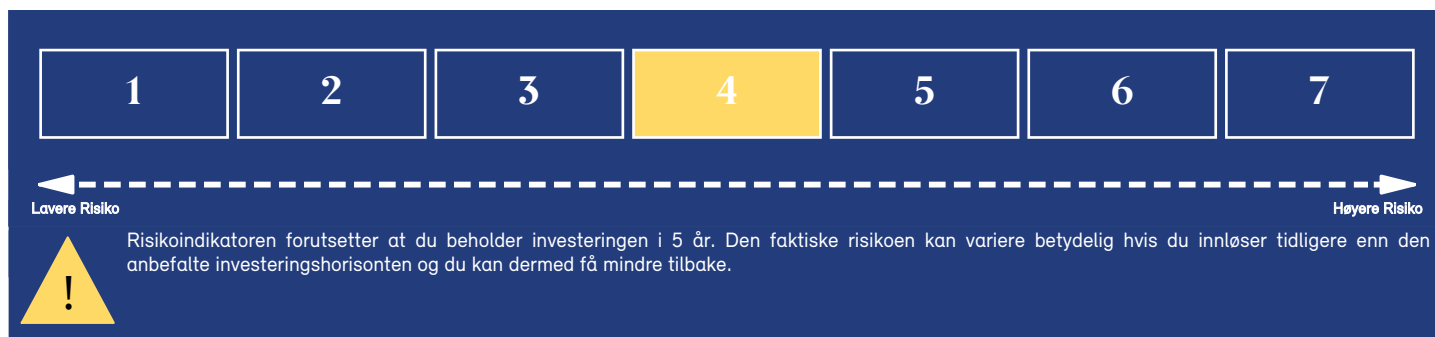 1 2 3 4 5 6 7
Lavere Risiko Høyere Risiko
Risikoindikatoren forutsetter at du beholder investeringen i 5 år. Den faktiske risikoen kan variere betydelig hvis du innløser tidligere enn den
anbefalte investeringshorisonten og du kan dermed få mindre tilbake.
!